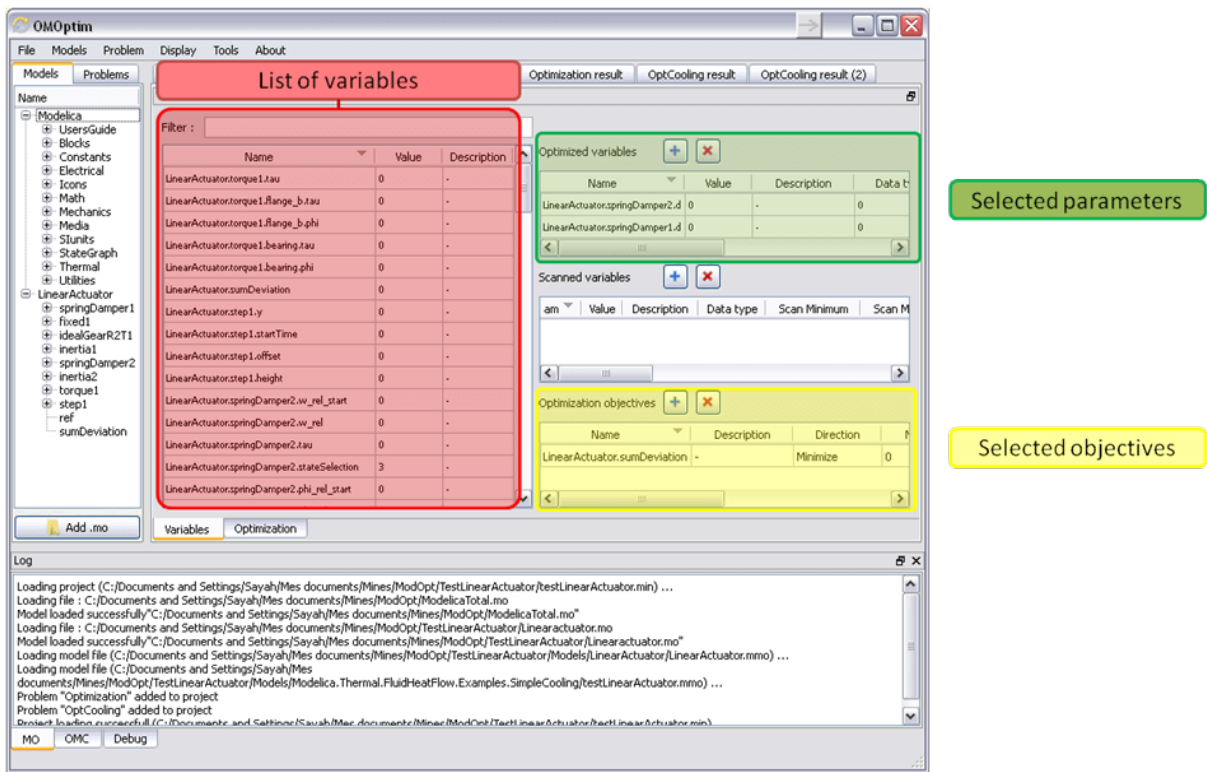 OMOptim
File Models Problem Display Tools About
Models Problems
List of variables
Optimization result OptCooling result OptCooling result (2)
Name
Modelica
UsersGuide
Blocks
Constants
Electrical
Icons
Math
Mechanics
Media
SIunits
StateGraph
Thermal
Utilities
LinearActuator
springDamper1
fixed1
idealGearR2T1
inertia1
springDamper2
inertia2
torque1
step1
ref
sumDeviation
Add .mo
Filter :
Name Value Description
LinearActuator.torque1.tau 0 -
LinearActuator.torque1.flange_b.tau 0 -
LinearActuator.torque1.flange_b.phi 0 -
LinearActuator.torque1.bearing.tau 0 -
LinearActuator.torque1.bearing.phi 0 -
LinearActuator.sumDeviation 0 -
LinearActuator.step1.y 0 -
LinearActuator.step1.startTime 0 -
LinearActuator.step1.offset 0 -
LinearActuator.step1.height 0 -
LinearActuator.springDamper2.w_rel_start 0 -
LinearActuator.springDamper2.w_rel 0 -
LinearActuator.springDamper2.tau 0 -
LinearActuator.springDamper2.stateSelection 3 -
LinearActuator.springDamper2.phi_rel_start 0 -
Variables Optimization
Optimized variables
Name Value Description Data t
LinearActuator.springDamper2.d 0 - 0
LinearActuator.springDamper1.d 0 - 0
Scanned variables
am Value Description Data type Scan Minimum Scan M
Optimization objectives
Name Description Direction
LinearActuator.sumDeviation - Minimize 0
Selected parameters
Selected objectives
Log
Loading project (C:/Documents and Settings/Sayah/Mes documents/Mines/ModOpt/TestLinearActuator/testLinearActuator.min) ...
Loading file : C:/Documents and Settings/Sayah/Mes documents/Mines/ModOpt/ModelicaTotal.mo
Model loaded successfully"C:/Documents and Settings/Sayah/Mes documents/Mines/ModOpt/ModelicaTotal.mo"
Loading file : C:/Documents and Settings/Sayah/Mes documents/Mines/ModOpt/TestLinearActuator/Linearactuator.mo
Model loaded successfully"C:/Documents and Settings/Sayah/Mes documents/Mines/ModOpt/TestLinearActuator/Linearactuator.mo"
Loading model file (C:/Documents and Settings/Sayah/Mes documents/Mines/ModOpt/TestLinearActuator/Models/LinearActuator/LinearActuator.mmo) ...
Loading model file (C:/Documents and Settings/Sayah/Mes
documents/Mines/ModOpt/TestLinearActuator/Models/Modelica.Thermal.FluidHeatFlow.Examples.SimpleCooling/testLinearActuator.mmo) ...
Problem "Optimization" added to project
Problem "OptCooling" added to project
Project loading successfull (C:/Documents and Settings/Sayah/Mes documents/Mines/ModOpt/TestLinearActuator/testLinearActuator.min)
MO OMC Debug